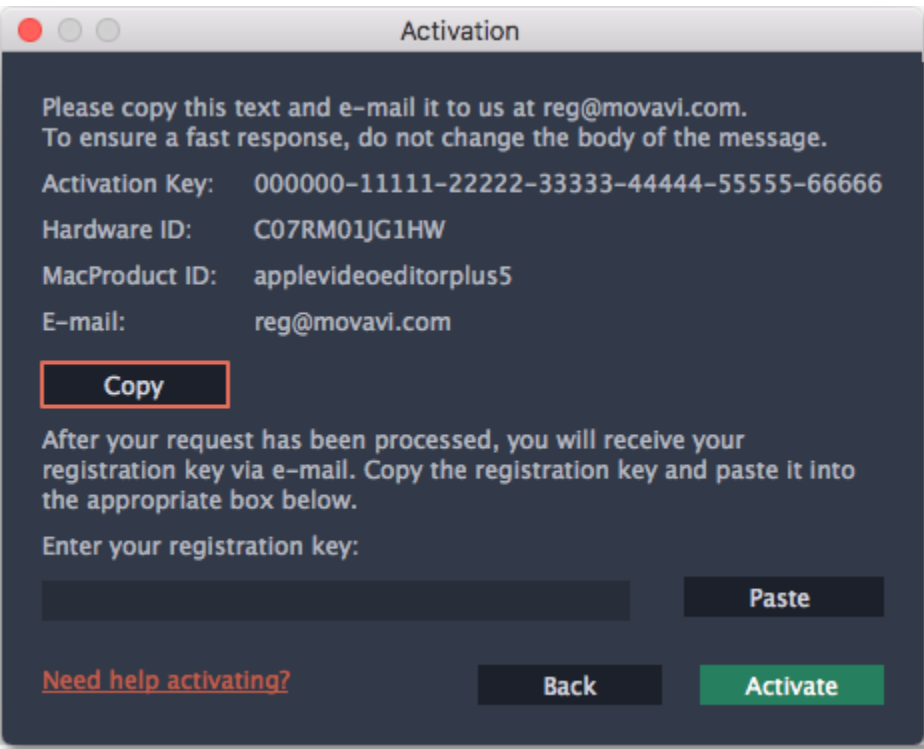 Activation
Please copy this text and e-mail it to us at reg@movavi.com.
To ensure a fast response, do not change the body of the message.
Activation Key: 000000-11111-22222-33333-44444-55555-66666
Hardware ID: C07RM01JG1HW
MacProduct ID: applevideoeditorplus5
E-mail: reg@movavi.com
Copy
After your request has been processed, you will receive your
registration key via e-mail. Copy the registration key and paste it into
the appropriate box below.
Enter your registration key:
Paste
Need help activating? Back Activate